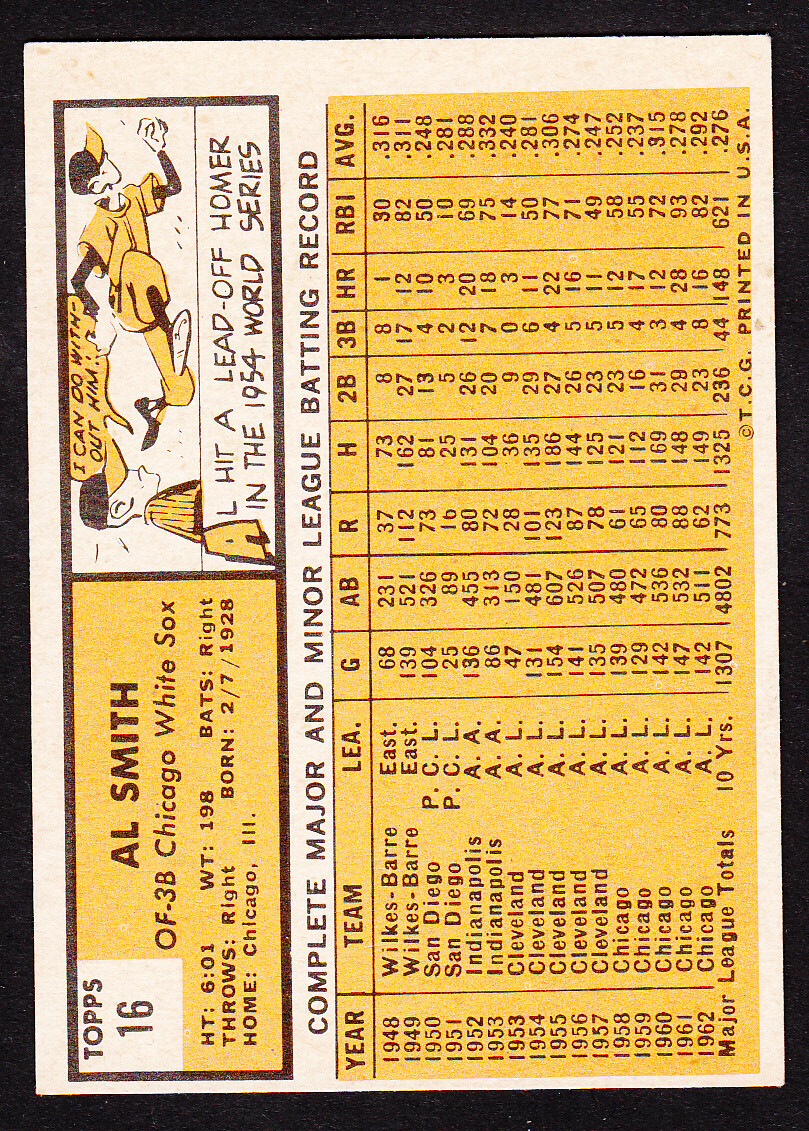 TOPPS
16
AL SMITH
OF-3B Chicago White Sox
HT: 6:01 WT: 198 BATS: Right
THROWS: Right BORN: 2/7/1928
HOME: Chicago, Ill.
I CAN DO WITH-
OUT HIM...
AL HIT A LEAD-OFF HOMER
IN THE 1954 WORLD SERIES
COMPLETE MAJOR AND MINOR LEAGUE BATTING RECORD
YEAR TEAM LEA. G AB R H 2B 3B HR RBI AVG.
1948 Wilkes-Barre East. 68 231 37 73 8 8 1 30 .316
1949 Wilkes-Barre East. 139 521 112 162 27 17 12 82 .311
1950 San Diego P. C. L. 104 326 73 81 13 4 10 50 .248
1951 San Diego P. C. L. 25 89 16 25 5 2 3 10 .281
1952 Indianapolis A. A. 136 455 80 131 26 12 20 69 .288
1953 Indianapolis A. A. 86 313 72 104 20 7 18 75 .332
1953 Cleveland A. L. 47 150 28 36 9 0 3 14 .240
1954 Cleveland A. L. 131 481 101 135 29 6 11 50 .281
1955 Cleveland A. L. 154 607 123 186 27 4 22 77 .306
1956 Cleveland A. L. 141 526 87 144 26 5 16 71 .274
1957 Cleveland A. L. 135 507 78 125 23 5 11 49 .247
1958 Chicago A. L. 139 480 61 121 23 5 12 58 .252
1959 Chicago A. L. 129 472 65 112 16 4 17 55 .237
1960 Chicago A. L. 142 536 80 169 31 3 12 72 .315
1961 Chicago A. L. 147 532 88 148 29 4 28 93 .278
1962 Chicago A. L. 142 511 62 149 23 8 16 82 .292
Major League Totals 10 Yrs. 1307 4802 773 1325 236 44 148 621 .276
©T.C.G. PRINTED IN U.S.A.